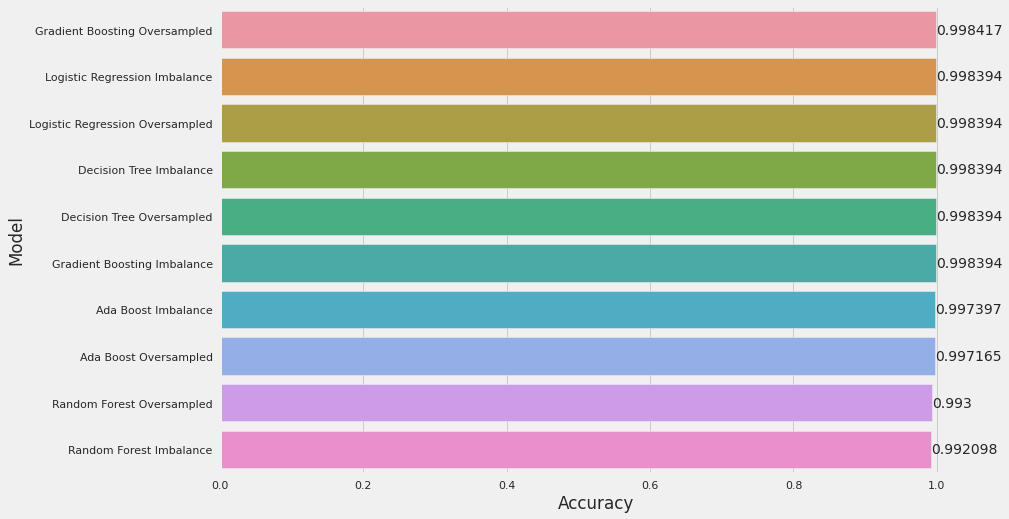 Gradient Boosting Oversampled 0.998417
Logistic Regression Imbalance 0.998394
Logistic Regression Oversampled 0.998394
Decision Tree Imbalance 0.998394
Decision Tree Oversampled 0.998394
Gradient Boosting Imbalance 0.998394
Ada Boost Imbalance 0.997397
Ada Boost Oversampled 0.997165
Random Forest Oversampled 0.993
Random Forest Imbalance 0.992098
Model
0.0 0.2 0.4 0.6 0.8 1.0
Accuracy